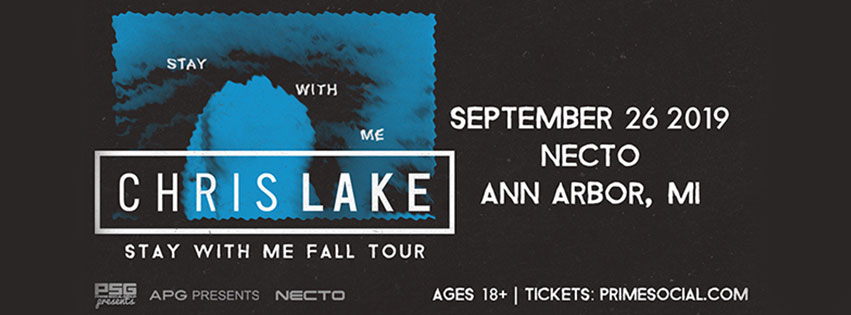 STAY
WITH
ME
CHRIS LAKE
STAY WITH ME FALL TOUR
SEPTEMBER 26 2019
NECTO
ANN ARBOR, MI
PSG
presents
APG PRESENTS
NECTO
AGES 18+ | TICKETS: PRIMESOCIAL.COM